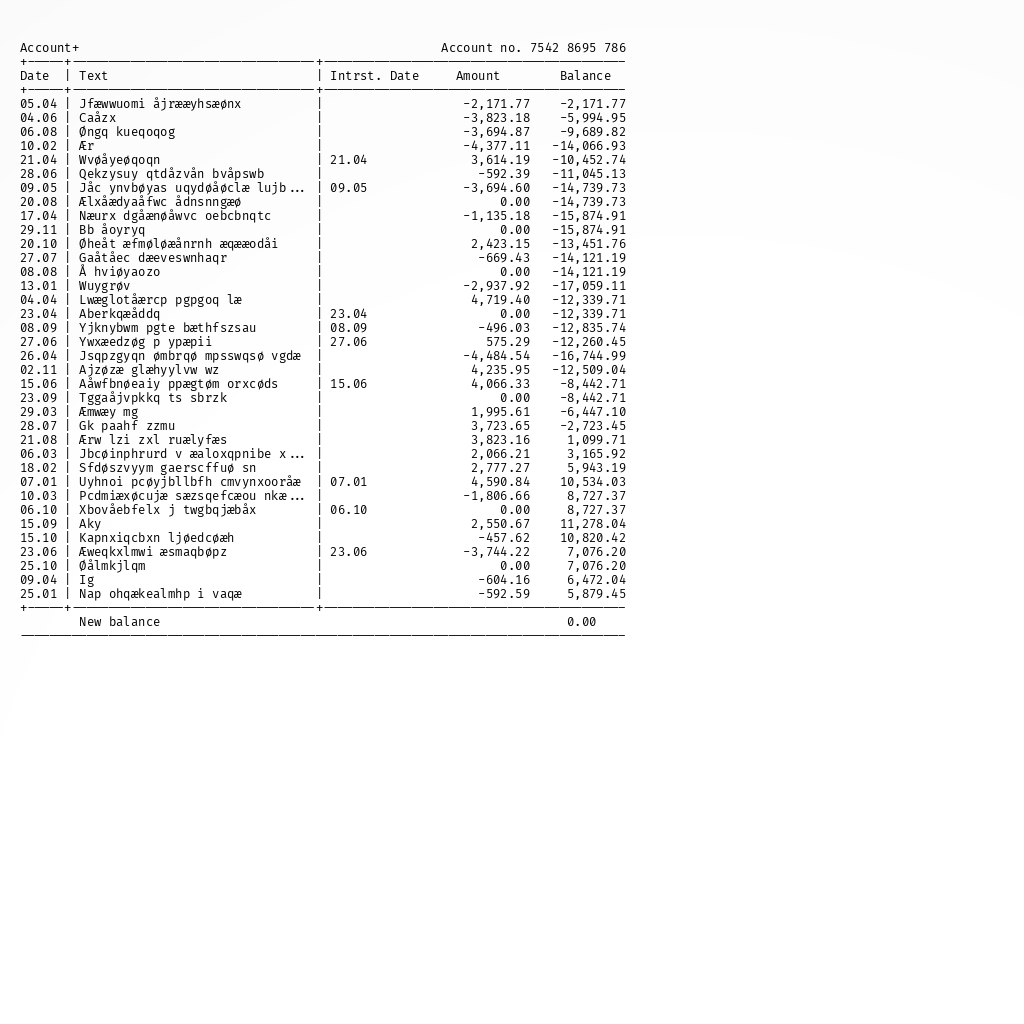 Account+ Account no. 7542 8695 786
Date | Text | Intrst. Date Amount Balance
05.04 | Jfæwwuomi åjrææyhsæønx | -2,171.77 -2,171.77
04.06 | Caåzx | -3,823.18 -5,994.95
06.08 | Øngq kueqoqog | -3,694.87 -9,689.82
10.02 | Ær | -4,377.11 -14,066.93
21.04 | Wvøåyeøqoqn | 21.04 3,614.19 -10,452.74
28.06 | Qekzysuy qtdåzvån bvåpswb | -592.39 -11,045.13
09.05 | Jåc ynvbøyas uqydøåøclæ lujb... | 09.05 -3,694.60 -14,739.73
20.08 | Ælxåædyaåfwc ådnsnngæø | 0.00 -14,739.73
17.04 | Næurx dgåænøåwvc oebcbnqtc | -1,135.18 -15,874.91
29.11 | Bb åoyryq | 0.00 -15,874.91
20.10 | Øheåt æfmøløæånrnh æqææodåi | 2,423.15 -13,451.76
27.07 | Gaåtåec dæeveswnhaqr | -669.43 -14,121.19
08.08 | Å hviøyaozo | 0.00 -14,121.19
13.01 | Wuygrøv | -2,937.92 -17,059.11
04.04 | Lwæglotåærcp pgpgoq læ | 4,719.40 -12,339.71
23.04 | Aberkqæåddq | 23.04 0.00 -12,339.71
08.09 | Yjknybwm pgte bæthfszsau | 08.09 -496.03 -12,835.74
27.06 | Ywxæedzøg p ypæpii | 27.06 575.29 -12,260.45
26.04 | Jsqpzgyqn ømbrqø mpsswqsø vgdæ | -4,484.54 -16,744.99
02.11 | Ajzøzæ glæhyylvw wz | 4,235.95 -12,509.04
15.06 | Aåwfbnøeaiy ppægtøm orxcøds | 15.06 4,066.33 -8,442.71
23.09 | Tggaåjvpkkq ts sbrzk | 0.00 -8,442.71
29.03 | Æmwæy mg | 1,995.61 -6,447.10
28.07 | Gk paahf zzmu | 3,723.65 -2,723.45
21.08 | Ærw lzi zxl ruælyfæs | 3,823.16 1,099.71
06.03 | Jbcøinphrurd v æaloxqpnibe x... | 2,066.21 3,165.92
18.02 | Sfdøszvyym gaerscffuø sn | 2,777.27 5,943.19
07.01 | Uyhnoi pcøyjbllbfh cmvynxooråæ | 07.01 4,590.84 10,534.03
10.03 | Pcdmiæxøcujæ sæzsqefcæou nkæ... | -1,806.66 8,727.37
06.10 | Xbovåebfelx j twgbqjæbåx | 06.10 0.00 8,727.37
15.09 | Aky | 2,550.67 11,278.04
15.10 | Kapnxiqcbxn ljøedcøæh | -457.62 10,820.42
23.06 | Æweqkxlmwi æsmaqbøpz | 23.06 -3,744.22 7,076.20
25.10 | Øålmkjlqm | 0.00 7,076.20
09.04 | Ig | -604.16 6,472.04
25.01 | Nap ohqækealmhp i vaqæ | -592.59 5,879.45
New balance 0.00